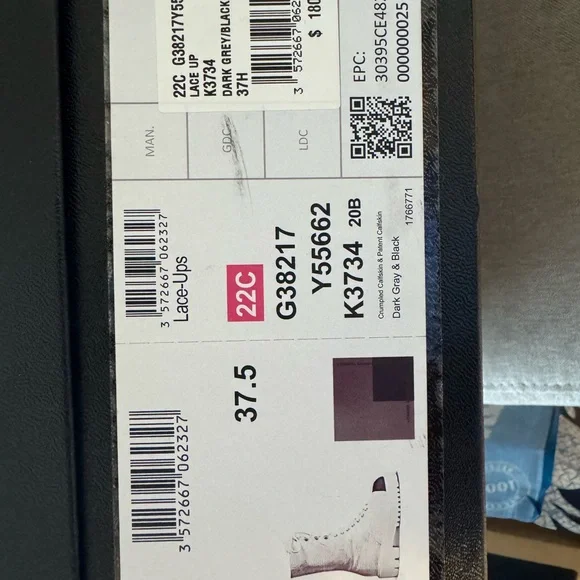 22C G38217Y55
LACE UP
K3734
DARK GREY/BLACK
37H
3 572667 062
$ 180
MAN.
GDC
LDC
EPC:
30395CE48
000000025
3 572667 062327
Lace-Ups
22C
G38217
Y55662
K3734 20B
Crumpled Calfskin & Patent Calfskin
Dark Gray & Black
1766771
3 572667 062327
37.5
100